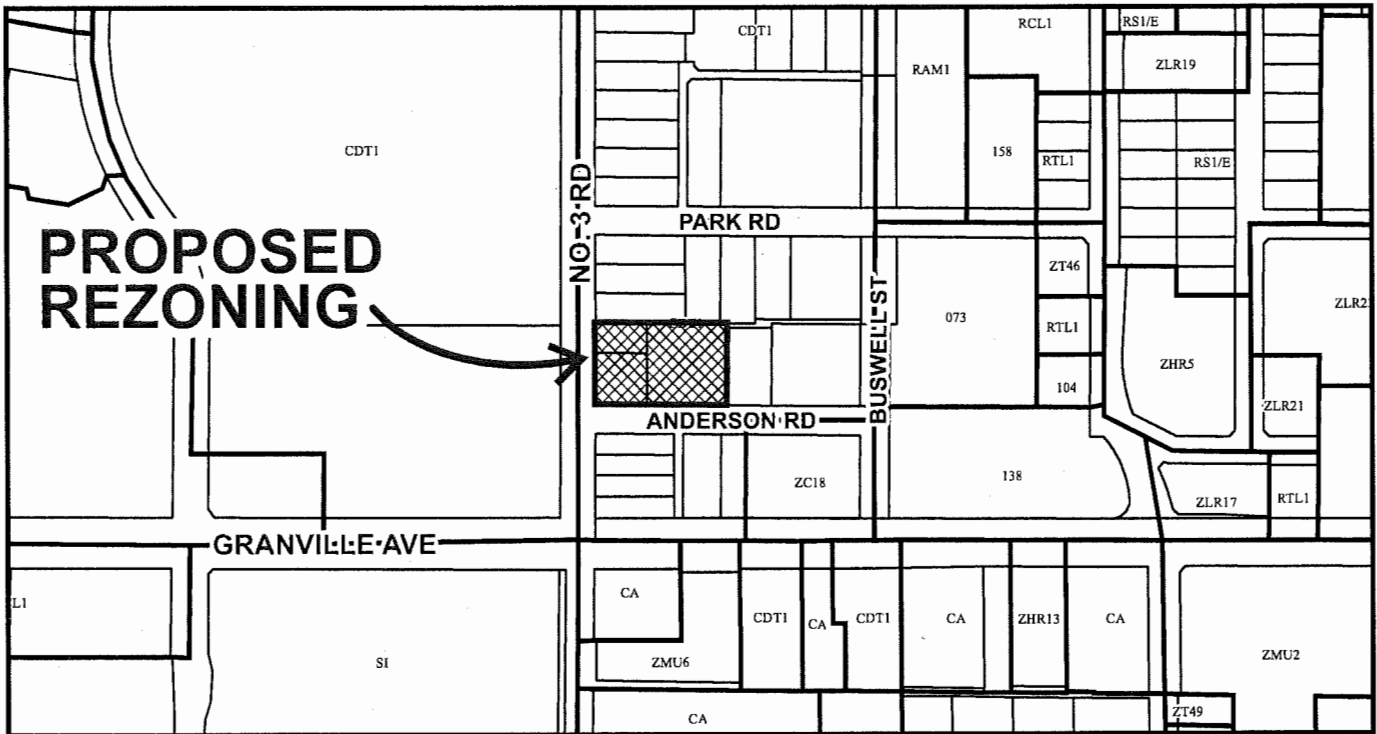 CDT1
RCL1
RS1/E
ZLR19
RAM1
CDT1
158
RTL1
RS1/E
NO. 3 RD
PARK RD
PROPOSED
REZONING
BUSWELL ST
ZT46
073
RTL1
104
ZHR5
ZLR21
ANDERSON RD
138
ZC18
ZLR17
RTL1
GRANVILLE AVE
L1
SI
CA
ZMU6
CDT1
CA
CDT1
CA
ZHR13
CA
ZMU2
CA
ZT49